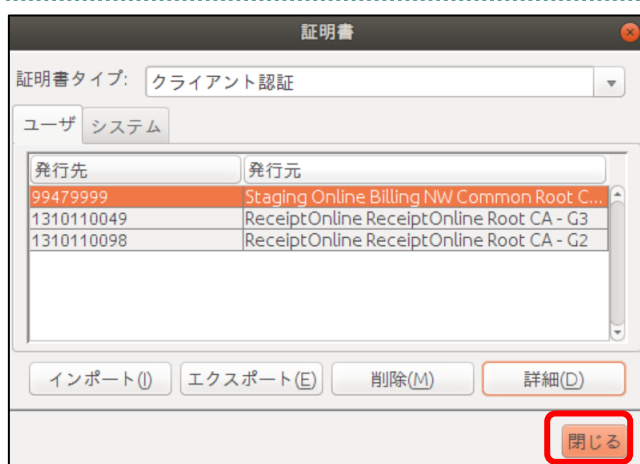 証明書
証明書タイプ: クライアント認証
ユーザ システム
発行先 発行元
99479999 Staging Online Billing NW Common Root C...
1310110049 ReceiptOnline ReceiptOnline Root CA - G3
1310110098 ReceiptOnline ReceiptOnline Root CA - G2
インポート(I) エクスポート(E) 削除(M) 詳細(D)
閉じる